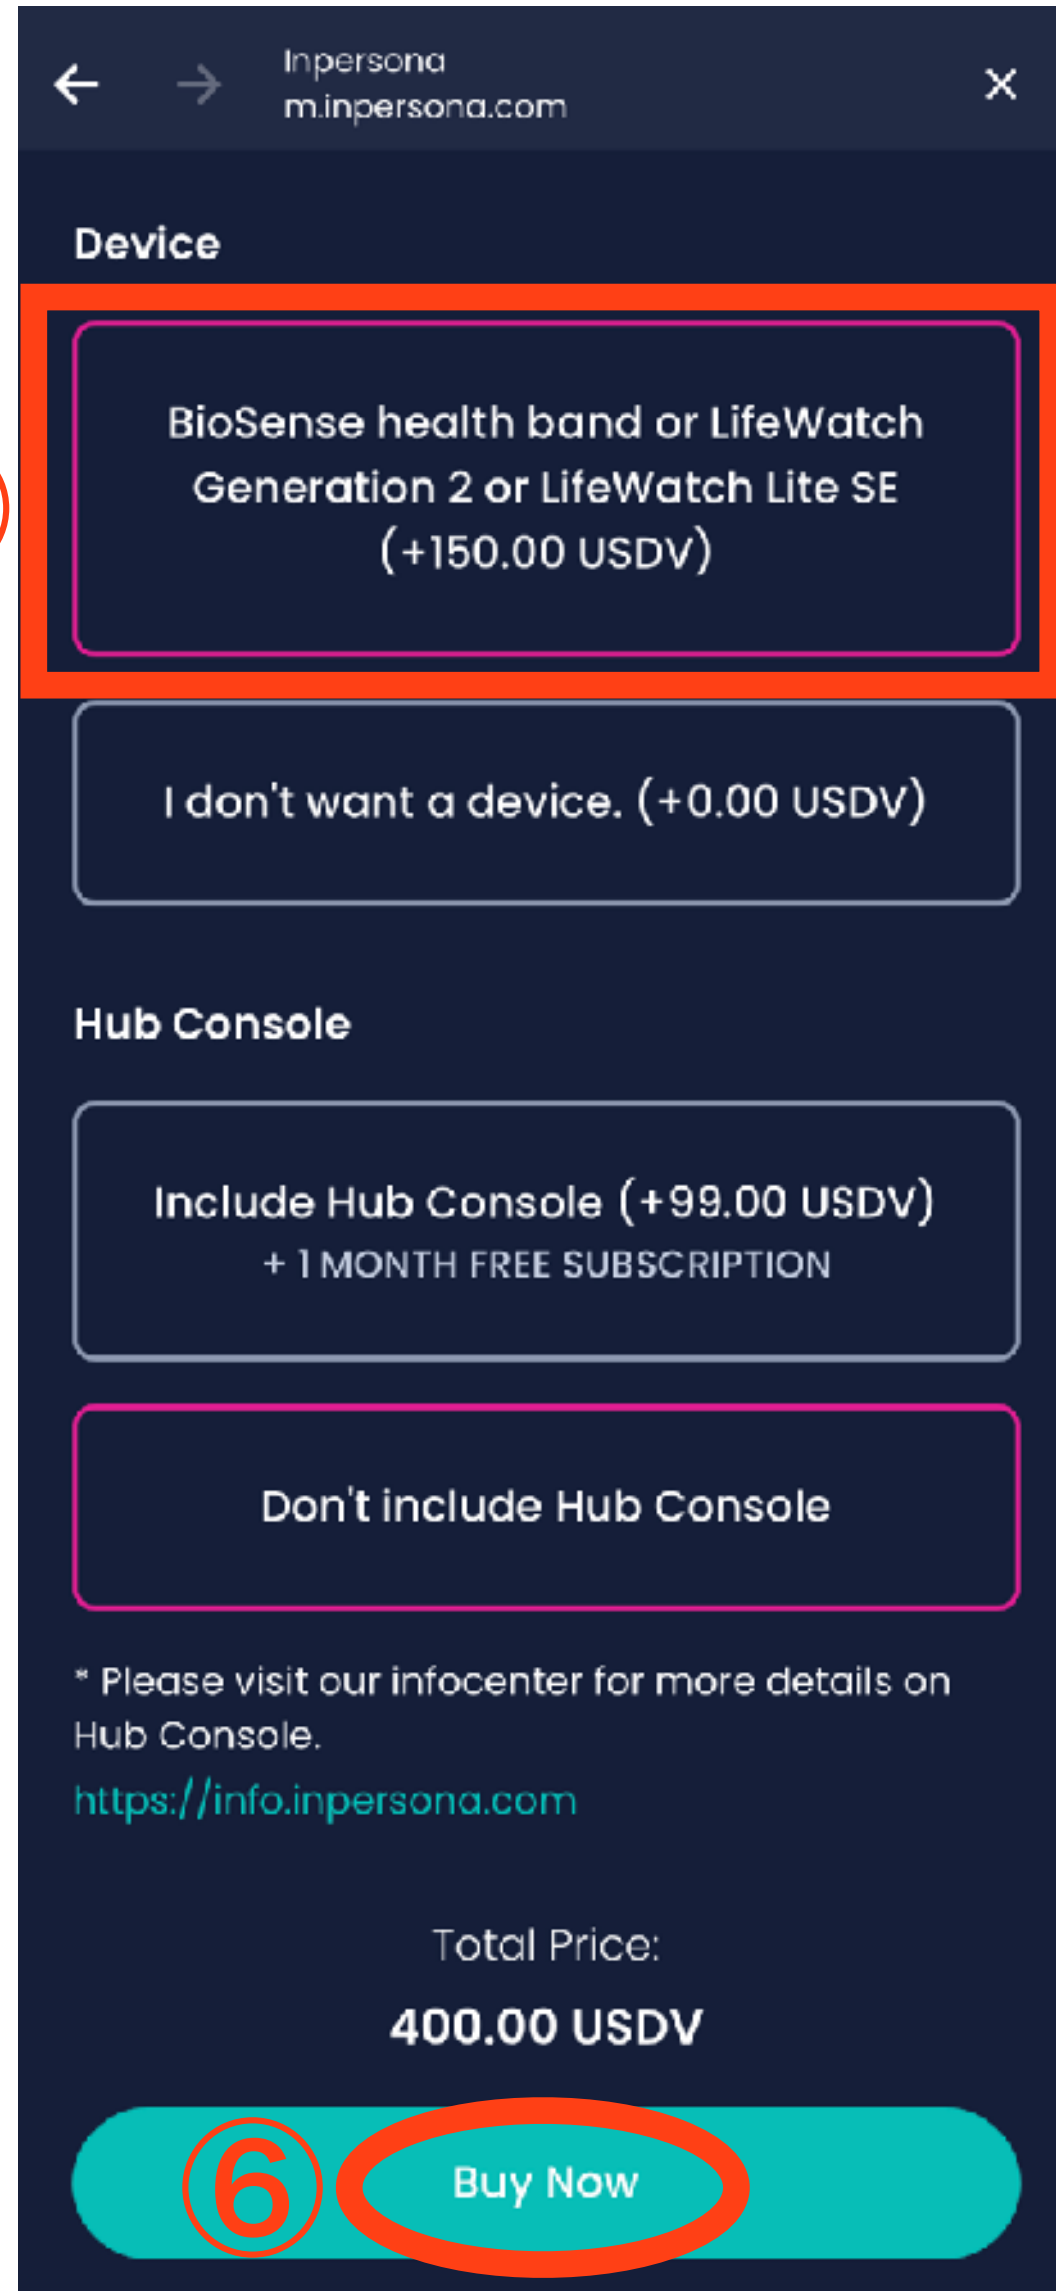 Inpersona
m.inpersona.com
Device
BioSense health band or LifeWatch
Generation 2 or LifeWatch Lite SE
(+150.00 USDV)
I don't want a device. (+0.00 USDV)
Hub Console
Include Hub Console (+99.00 USDV)
+ 1 MONTH FREE SUBSCRIPTION
Don't include Hub Console
* Please visit our infocenter for more details on
Hub Console.
https://info.inpersona.com
Total Price:
400.00 USDV
⑥ Buy Now